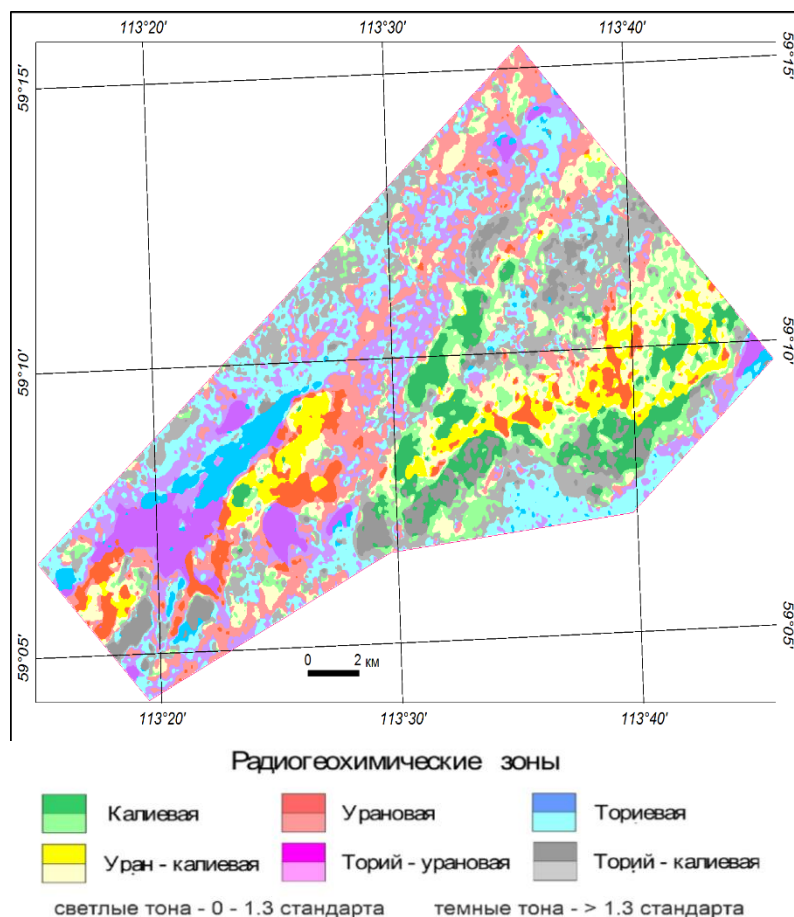 113°20' 113°30' 113°40'
59°15' 59°15'
59°10' 59°10'
59°05' 59°05'
0 2 км
113°20' 113°30' 113°40'
Радиогеохимические зоны
Калиевая Урановая Ториевая
Уран - калиевая Торий - урановая Торий - калиевая
светлые тона - 0 - 1.3 стандарта темные тона - > 1.3 стандарта